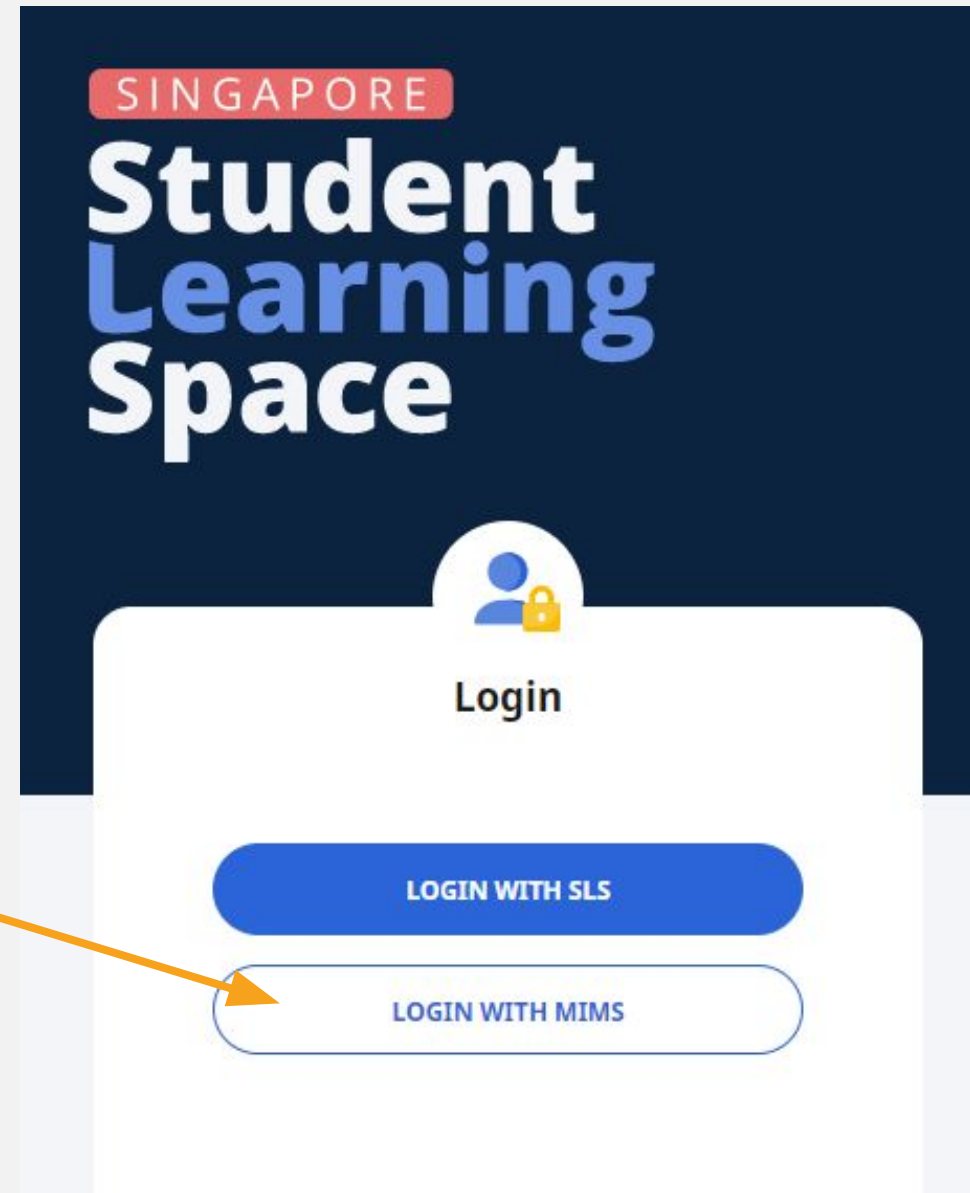 SINGAPORE
Student
Learning
Space
Login
LOGIN WITH SLS
LOGIN WITH MIMS